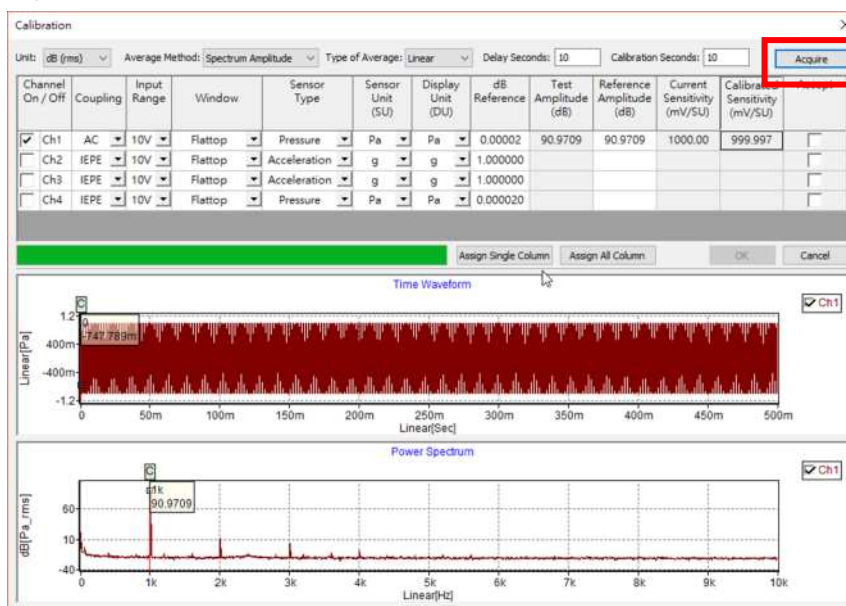 Calibration
Unit: dB (rms) Average Method: Spectrum Amplitude Type of Average: Linear Delay Seconds: 10 Calibration Seconds: 10 Acquire
Channel On / Off Coupling Input Range Window Sensor Type Sensor Unit (SU) Display Unit (DU) dB Reference Test Amplitude (dB) Reference Amplitude (dB) Current Sensitivity (mV/SU) Calibrated Sensitivity (mV/SU)
Ch1 AC 10V Flattop Pressure Pa Pa 0.00002 90.9709 90.9709 1000.00 999.997
Ch2 IEPE 10V Flattop Acceleration g g 1.000000
Ch3 IEPE 10V Flattop Acceleration g g 1.000000
Ch4 IEPE 10V Flattop Pressure Pa Pa 0.000020
Assign Single Column Assign All Column OK Cancel
Time Waveform
C
Ch1
1.2
0
-747.789m
400m
-400m
-1.2
Linear[Pa]
0 50m 100m 150m 200m 250m 300m 350m 400m 450m 500m
Linear[Sec]
Power Spectrum
C
Ch1
1k
90.9709
60
10
-40
dB[Pa_rms]
0 1k 2k 3k 4k 5k 6k 7k 8k 9k 10k
Linear[Hz]